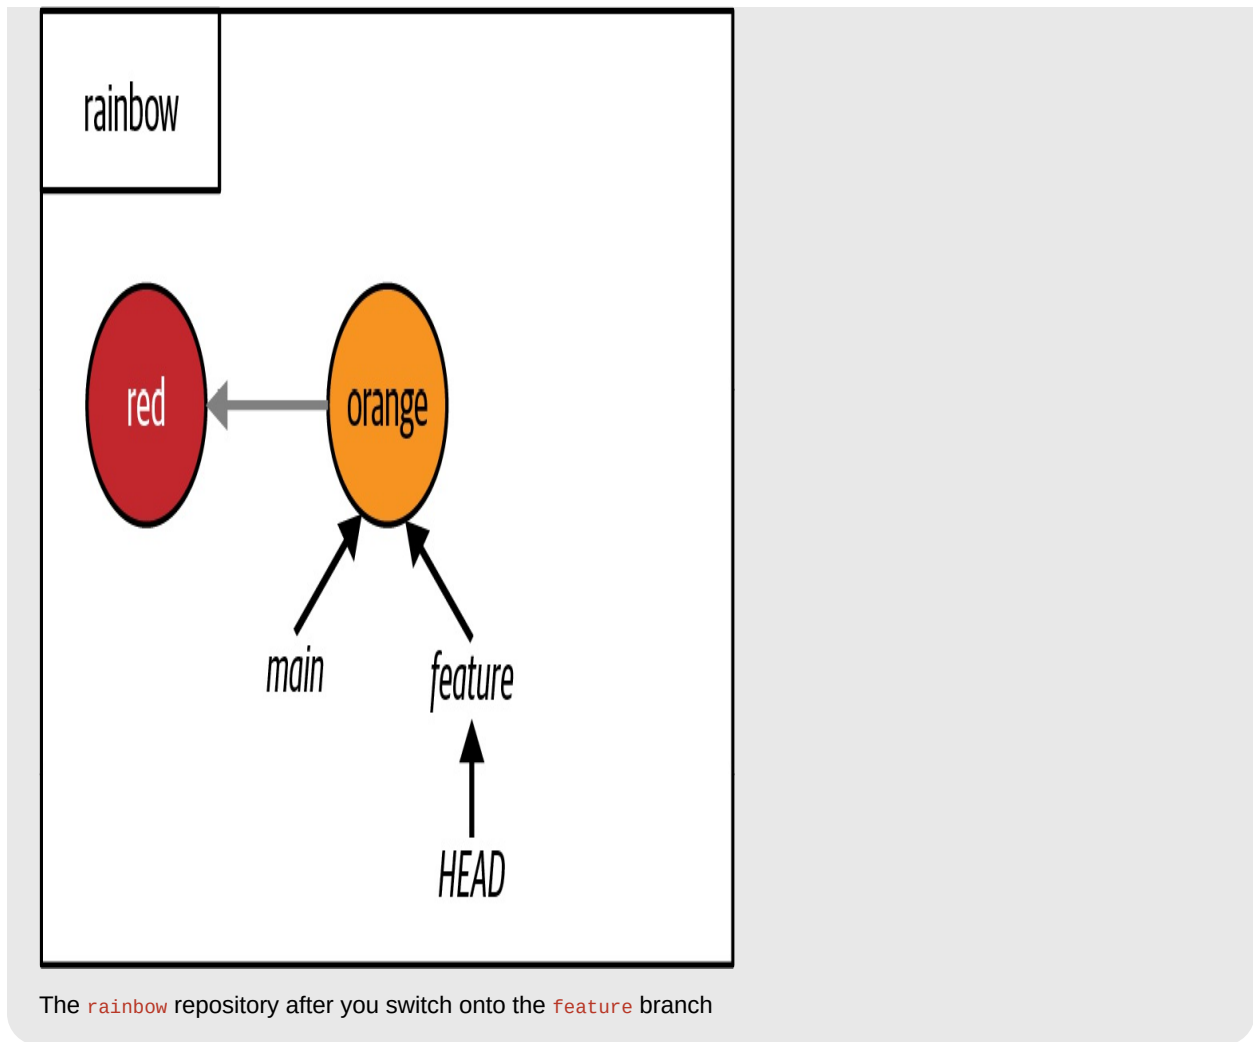 rainbow
red
orange
main
feature
HEAD
The rainbow repository after you switch onto the feature branch